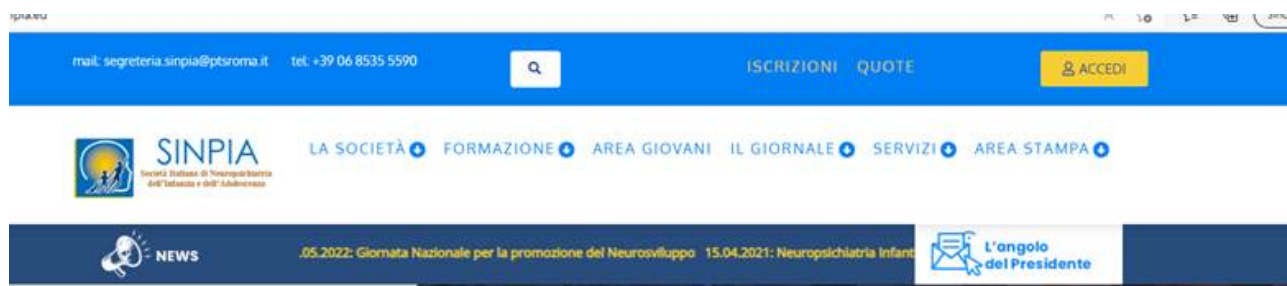 mail: segreteria.sinpia@ptsroma.it tel: +39 06 8535 5590
ISCRIZIONI QUOTE
ACCEDI
SINPIA
Società Italiana di Neuropsichiatria
dell'Infanzia e dell'Adolescenza
LA SOCIETÀ FORMAZIONE AREA GIOVANI IL GIORNALE SERVIZI AREA STAMPA
NEWS
.05.2022: Giornata Nazionale per la promozione del Neurosviluppo 15.04.2021: Neuropsichiatria Infant
L'angolo
del Presidente